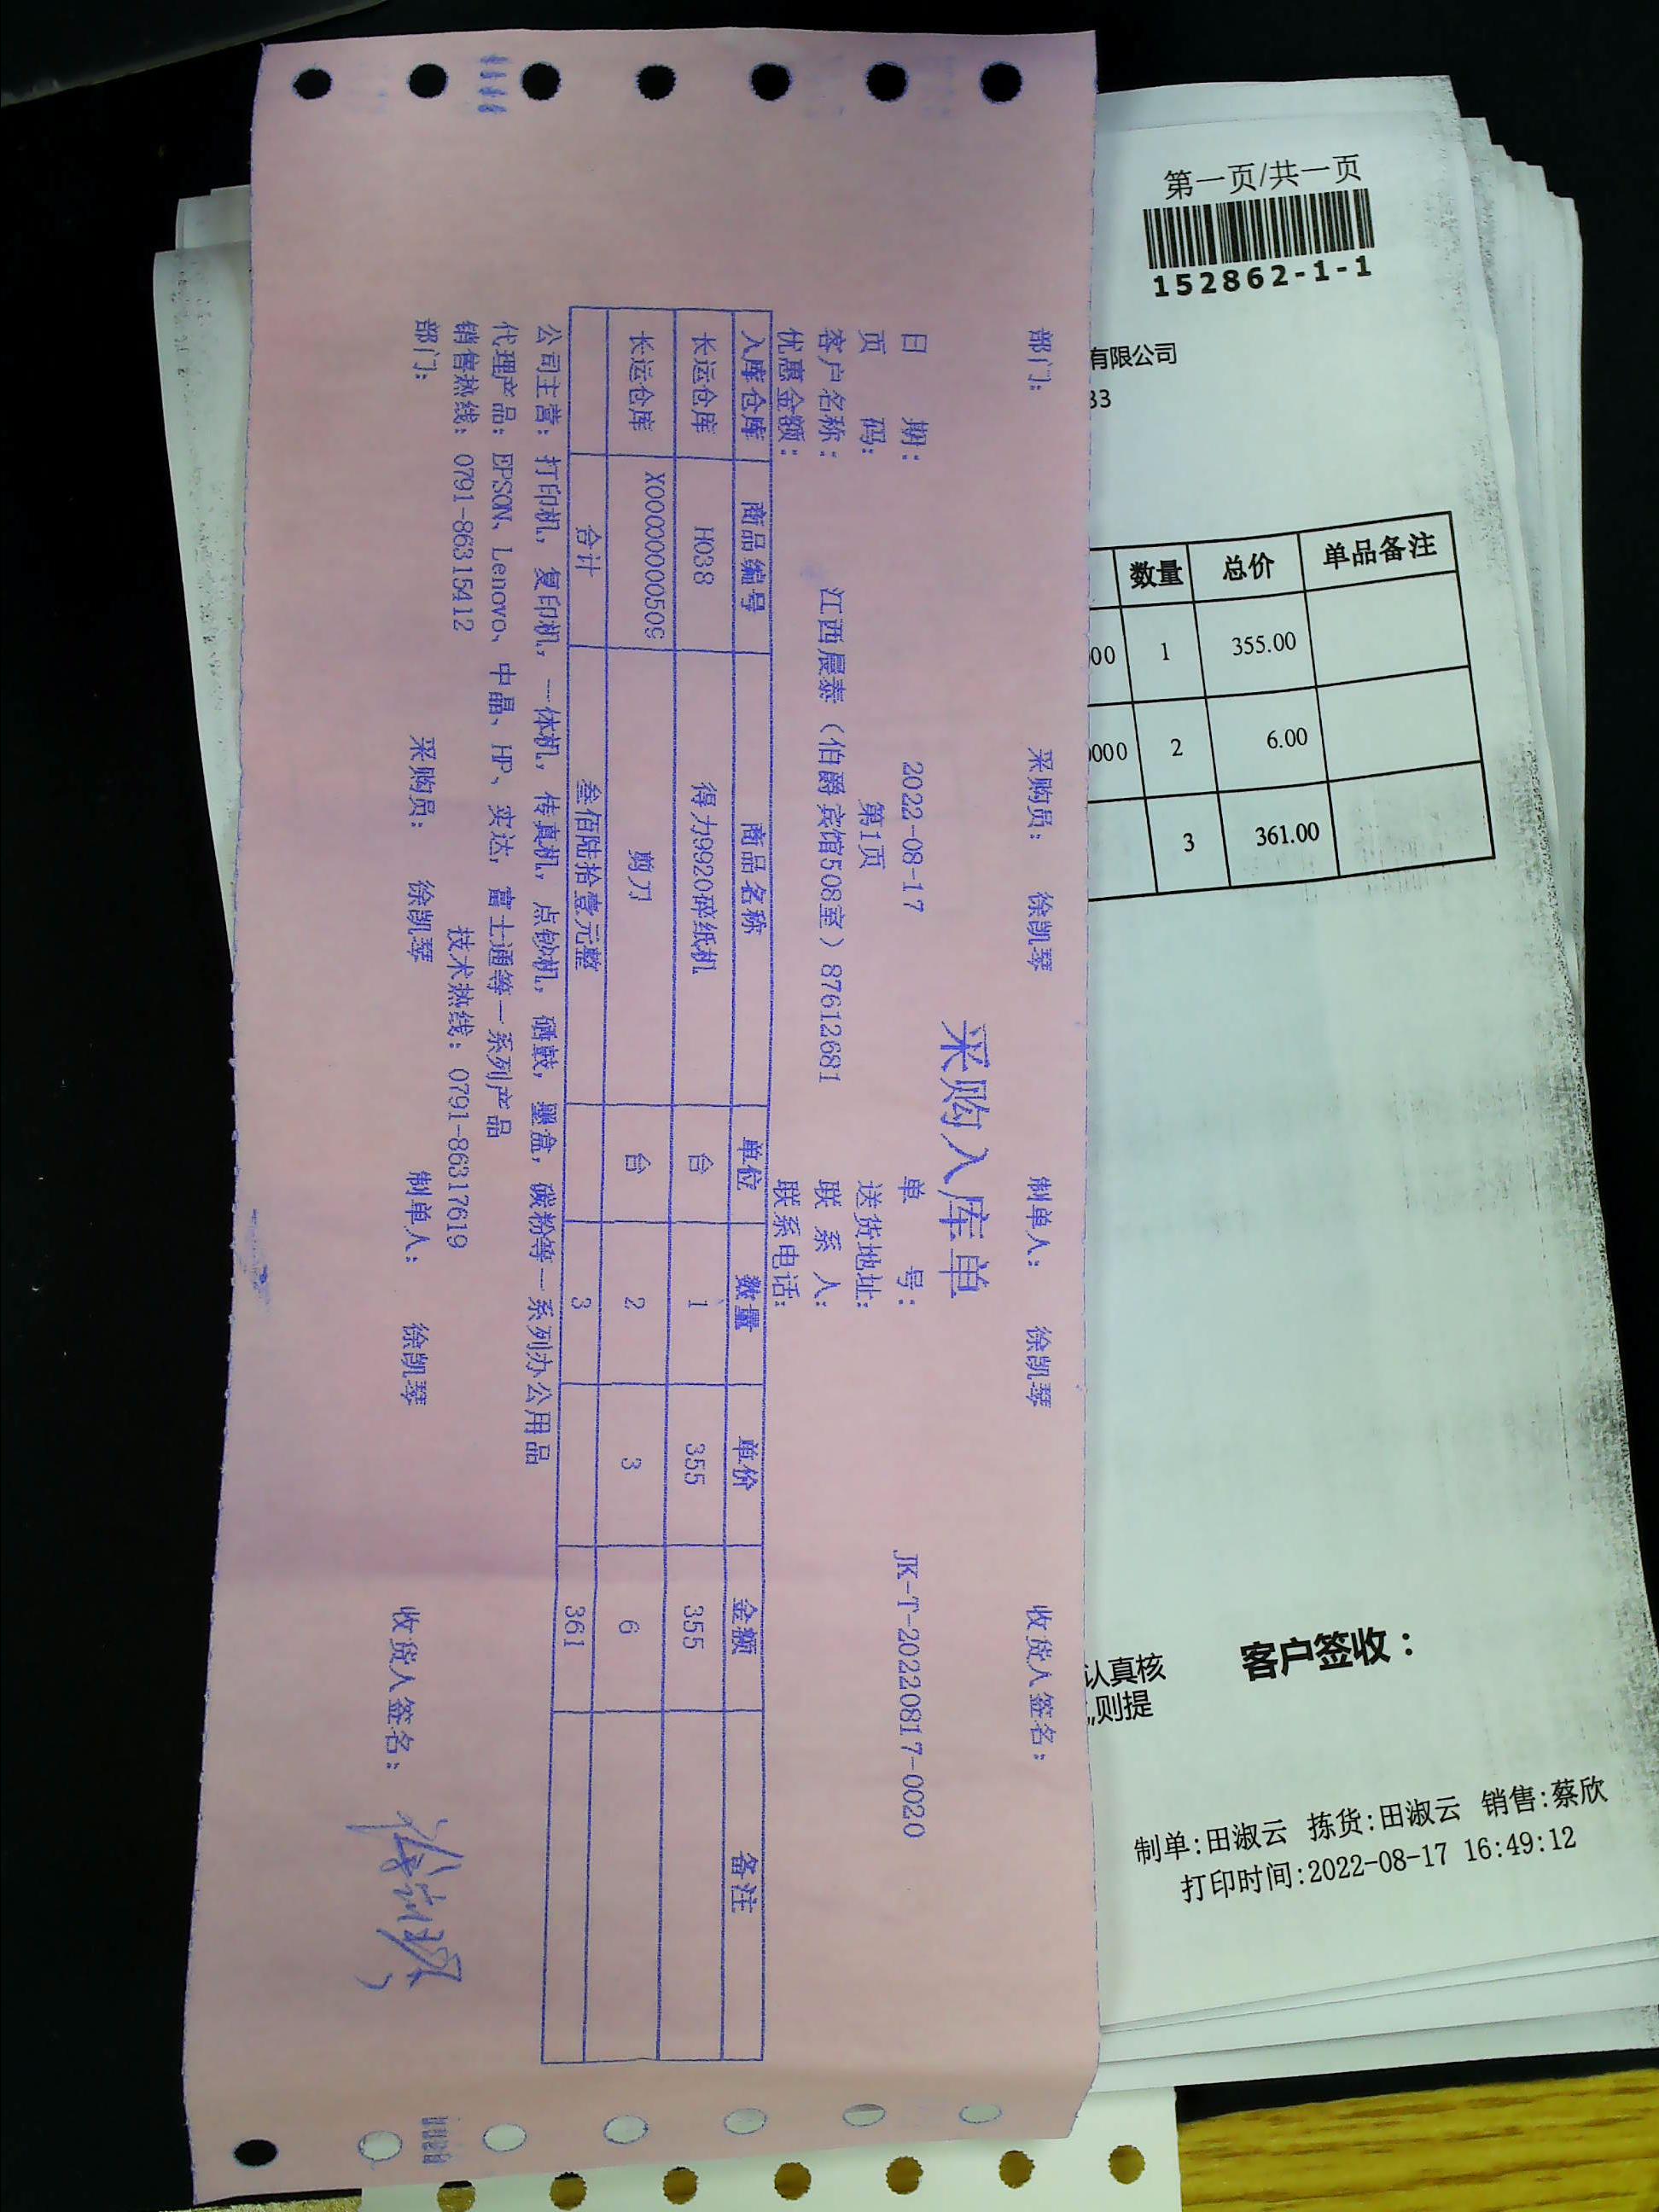 部门： 采购员： 徐凯琴 制单人： 徐凯琴 收货人签名：
采购入库单
日 期： 2022-08-17 单 号： JK-T-20220817-0020
页 码： 第1页 送货地址：
客户名称： 江西晨泰（伯爵宾馆508室）87612681 联 系 人：
优惠金额： 联系电话：
入库仓库 商品编号 商品名称 单位 数量 单价 金额 备注
长运仓库 H038 得力9920碎纸机 台 1 355 355
长运仓库 X0000000050 剪刀 台 2 3 6
合计 叁佰陆拾壹元整 3 361
公司主营：打印机，复印机，一体机，传真机，点钞机，硒鼓，墨盒，碳粉等一系列办公用品
代理产品：EPSON、Lenovo、中晶、HP、实达，富士通等一系列产品
销售热线：0791-86315412 技术热线：0791-86317619
部门： 采购员： 徐凯琴 制单人： 徐凯琴 收货人签名：
第一页/共一页
152862-1-1
有限公司
33
数量 总价 单品备注
00 1 355.00
0000 2 6.00
3 361.00
认真核
,则提
客户签收：
制单:田淑云 拣货:田淑云 销售:蔡欣
打印时间:2022-08-17 16:49:12